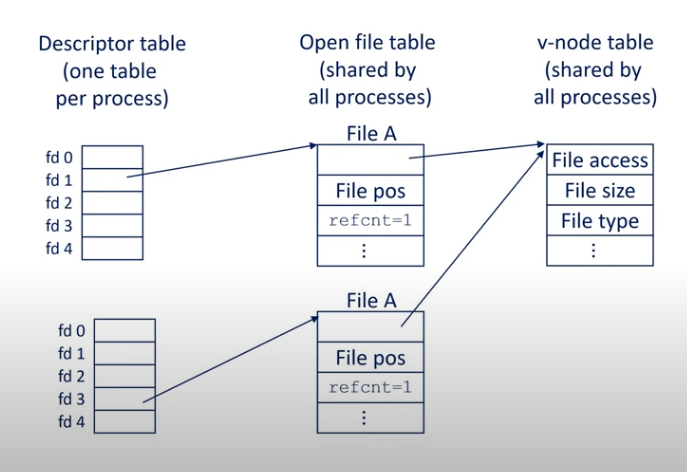 Descriptor table
(one table
per process)
Open file table
(shared by
all processes)
v-node table
(shared by
all processes)
File A
fd 0
fd 1
fd 2
fd 3
fd 4
File pos
refcnt=1
⋮
File access
File size
File type
⋮
File A
fd 0
fd 1
fd 2
fd 3
fd 4
File pos
refcnt=1
⋮